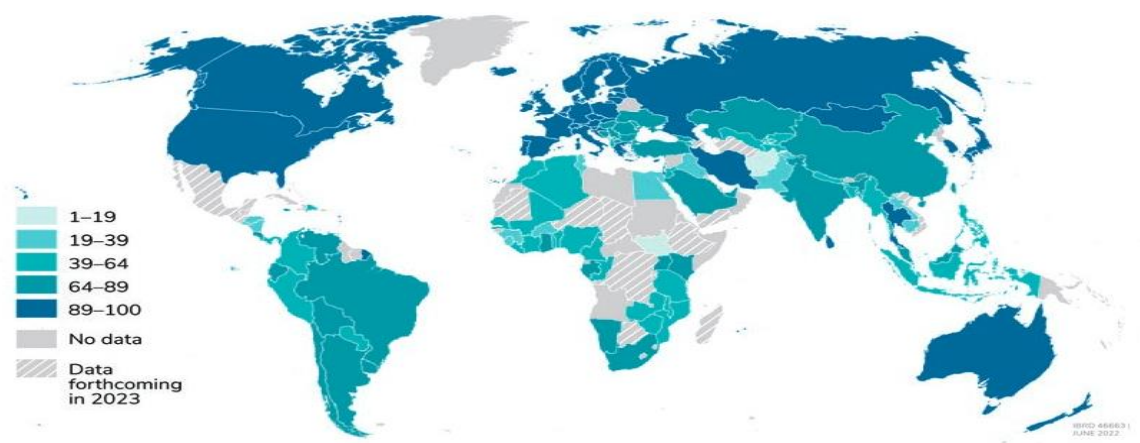 1–19
19–39
39–64
64–89
89–100
No data
Data
forthcoming
in 2023
IBRD 46663 |
JUNE 2022